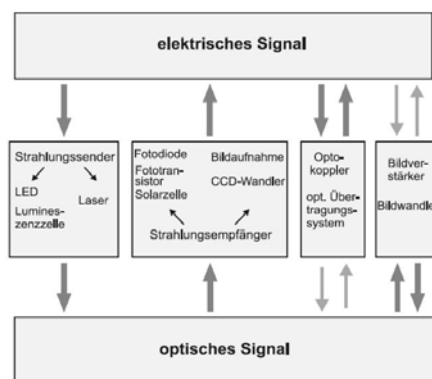 elektrisches Signal
Strahlungssender
LED
Lumines-
zenzzelle
Laser
Fotodiode
Fototran-
sistor
Solarzelle
Bildaufnahme
CCD-Wandler
Strahlungsempfänger
Opto-
koppler
opt. Über-
tragungs-
system
Bildver-
stärker
Bildwandler
optisches Signal